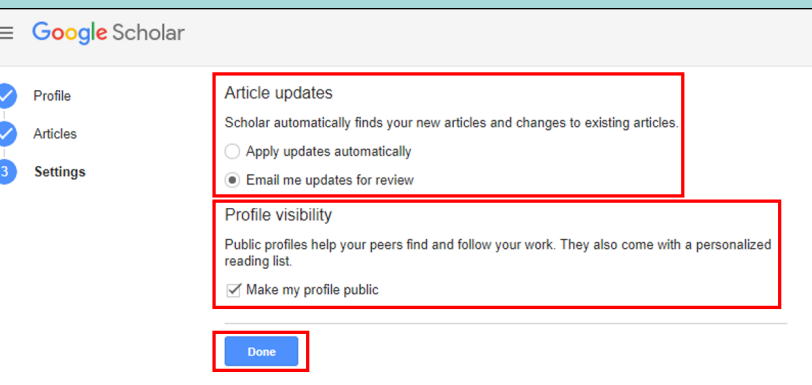 Google Scholar
Profile
Articles
3 Settings
Article updates
Scholar automatically finds your new articles and changes to existing articles.
Apply updates automatically
Email me updates for review
Profile visibility
Public profiles help your peers find and follow your work. They also come with a personalized
reading list.
Make my profile public
Done